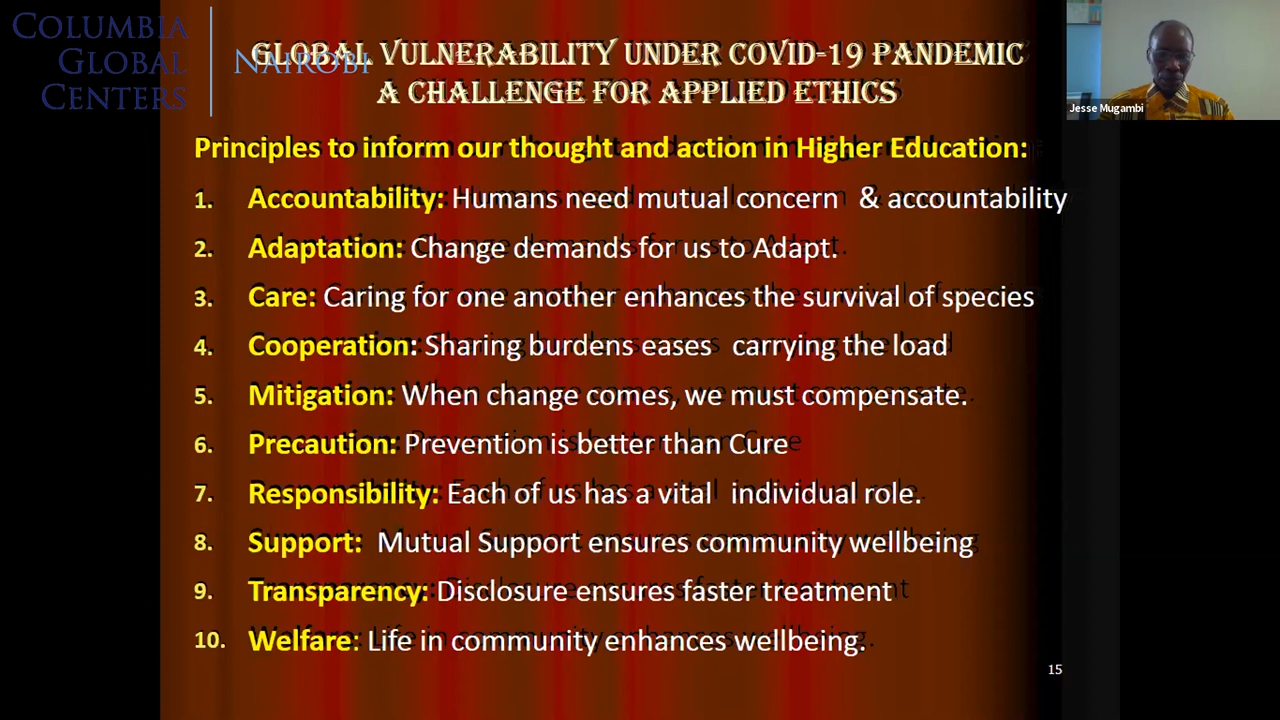 COLUMBIA
GLOBAL
CENTERS
NAIROBI
GLOBAL VULNERABILITY UNDER COVID-19 PANDEMIC
A CHALLENGE FOR APPLIED ETHICS
Jesse Mugambi
Principles to inform our thought and action in Higher Education:
1. Accountability: Humans need mutual concern & accountability
2. Adaptation: Change demands for us to Adapt.
3. Care: Caring for one another enhances the survival of species
4. Cooperation: Sharing burdens eases carrying the load
5. Mitigation: When change comes, we must compensate.
6. Precaution: Prevention is better than Cure
7. Responsibility: Each of us has a vital individual role.
8. Support: Mutual Support ensures community wellbeing
9. Transparency: Disclosure ensures faster treatment
10. Welfare: Life in community enhances wellbeing.
15